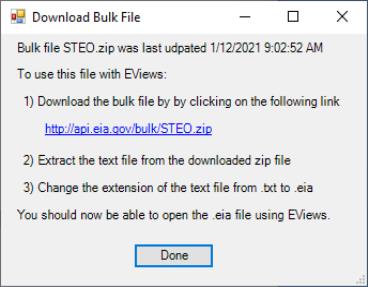 Download Bulk File
Bulk file STEO.zip was last udpated 1/12/2021 9:02:52 AM
To use this file with EViews:
1) Download the bulk file by by clicking on the following link
http://api.eia.gov/bulk/STEO.zip
2) Extract the text file from the downloaded zip file
3) Change the extension of the text file from .txt to .eia
You should now be able to open the .eia file using EViews.
Done